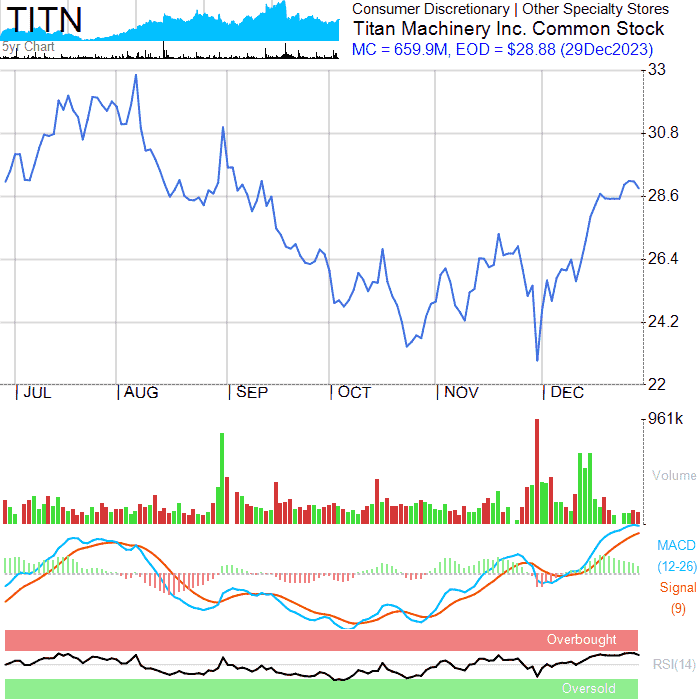 TITN
5yr Chart
Consumer Discretionary | Other Specialty Stores
Titan Machinery Inc. Common Stock
MC = 659.9M, EOD = $28.88 (29Dec2023)
33
30.8
28.6
26.4
24.2
22
JUL AUG SEP OCT NOV DEC
961k
Volume
MACD
(12-26)
Signal
(9)
Overbought
RSI(14)
Oversold